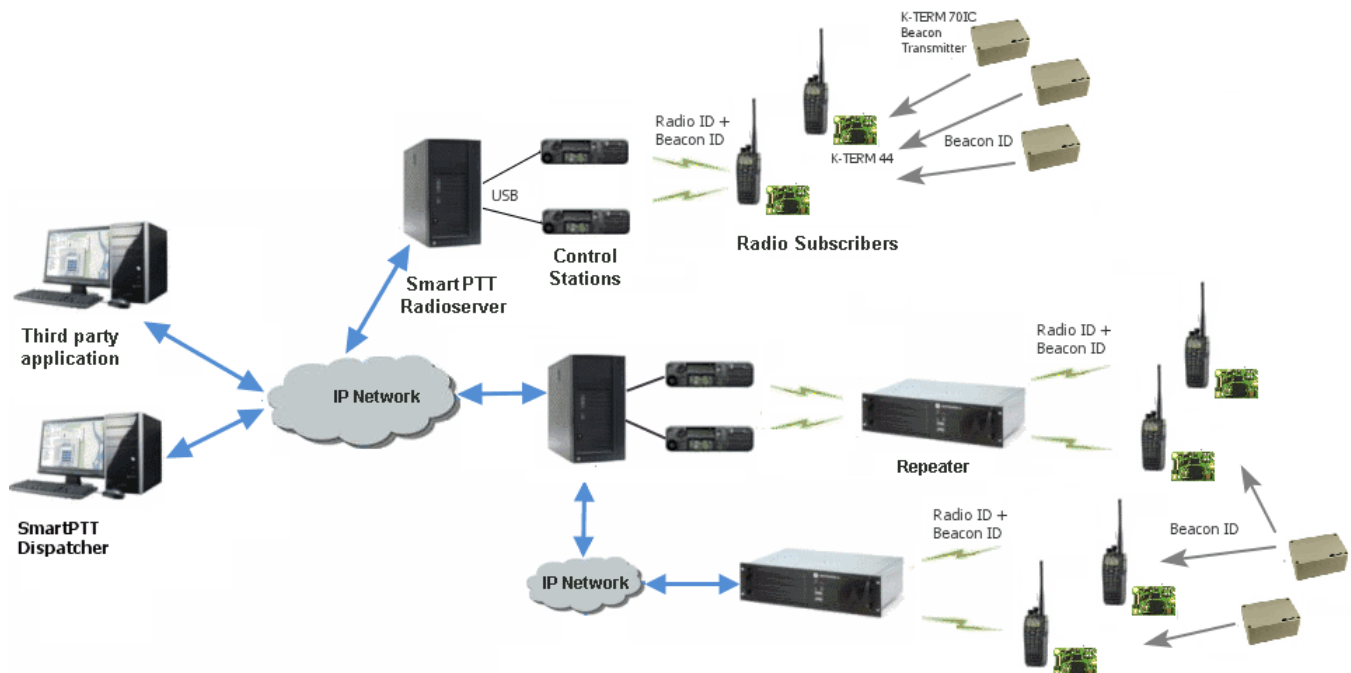 K-TERM 70IC
Beacon
Transmitter
Radio ID +
Beacon ID
Beacon ID
K-TERM 44
USB
Radio Subscribers
Control
Stations
SmartPTT
Radioserver
Third party
application
IP Network
Radio ID +
Beacon ID
Repeater
SmartPTT
Dispatcher
Radio ID +
Beacon ID
Beacon ID
IP Network